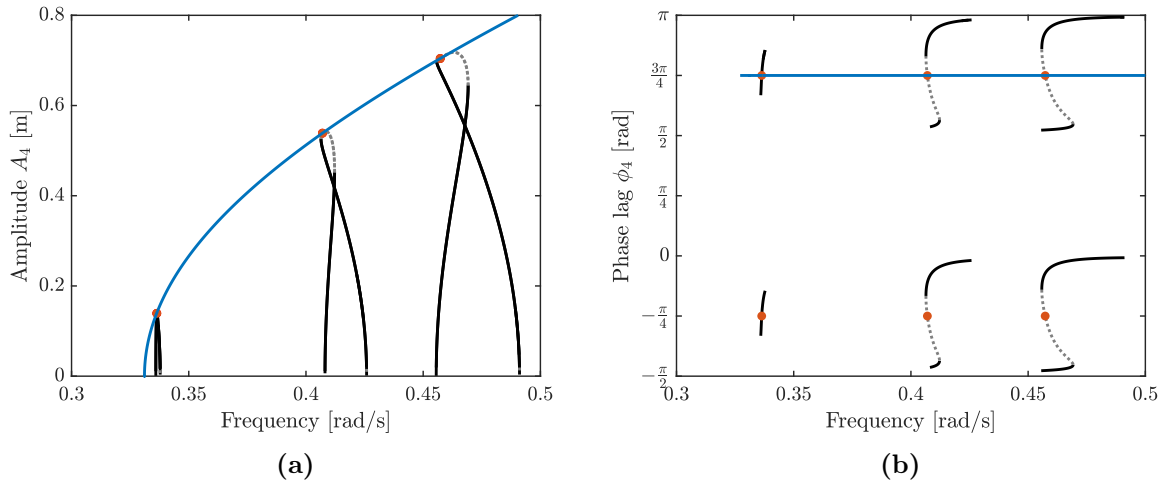 0.8
0.6
0.4
0.2
0
Amplitude A₄ [m]
0.3
0.35
0.4
0.45
0.5
Frequency [rad/s]
(a)
π
3π/4
π/2
π/4
0
−π/4
−π/2
Phase lag ϕ₄ [rad]
0.3
0.35
0.4
0.45
0.5
Frequency [rad/s]
(b)